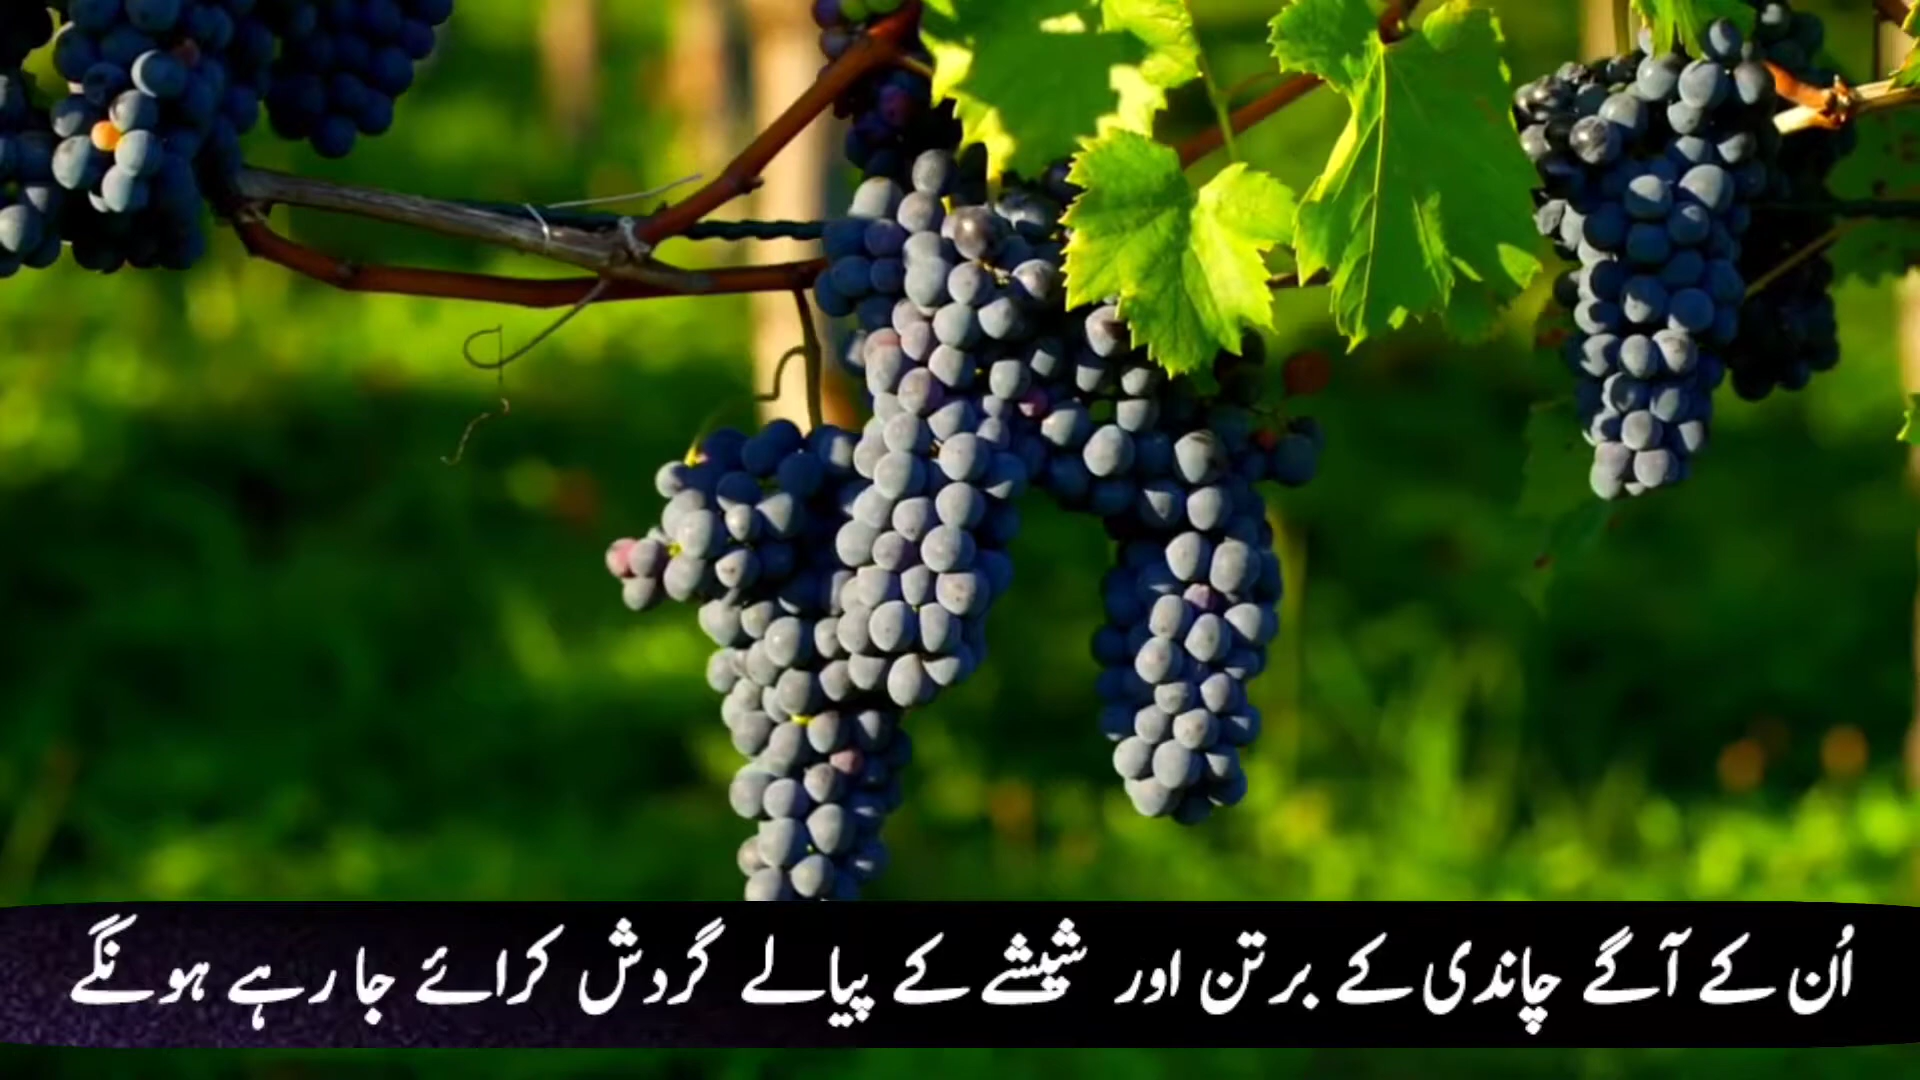 اُن کے آگے چاندی کے برتن اور شیشے کے پیالے گردش کرائے جا رہے ہونگے